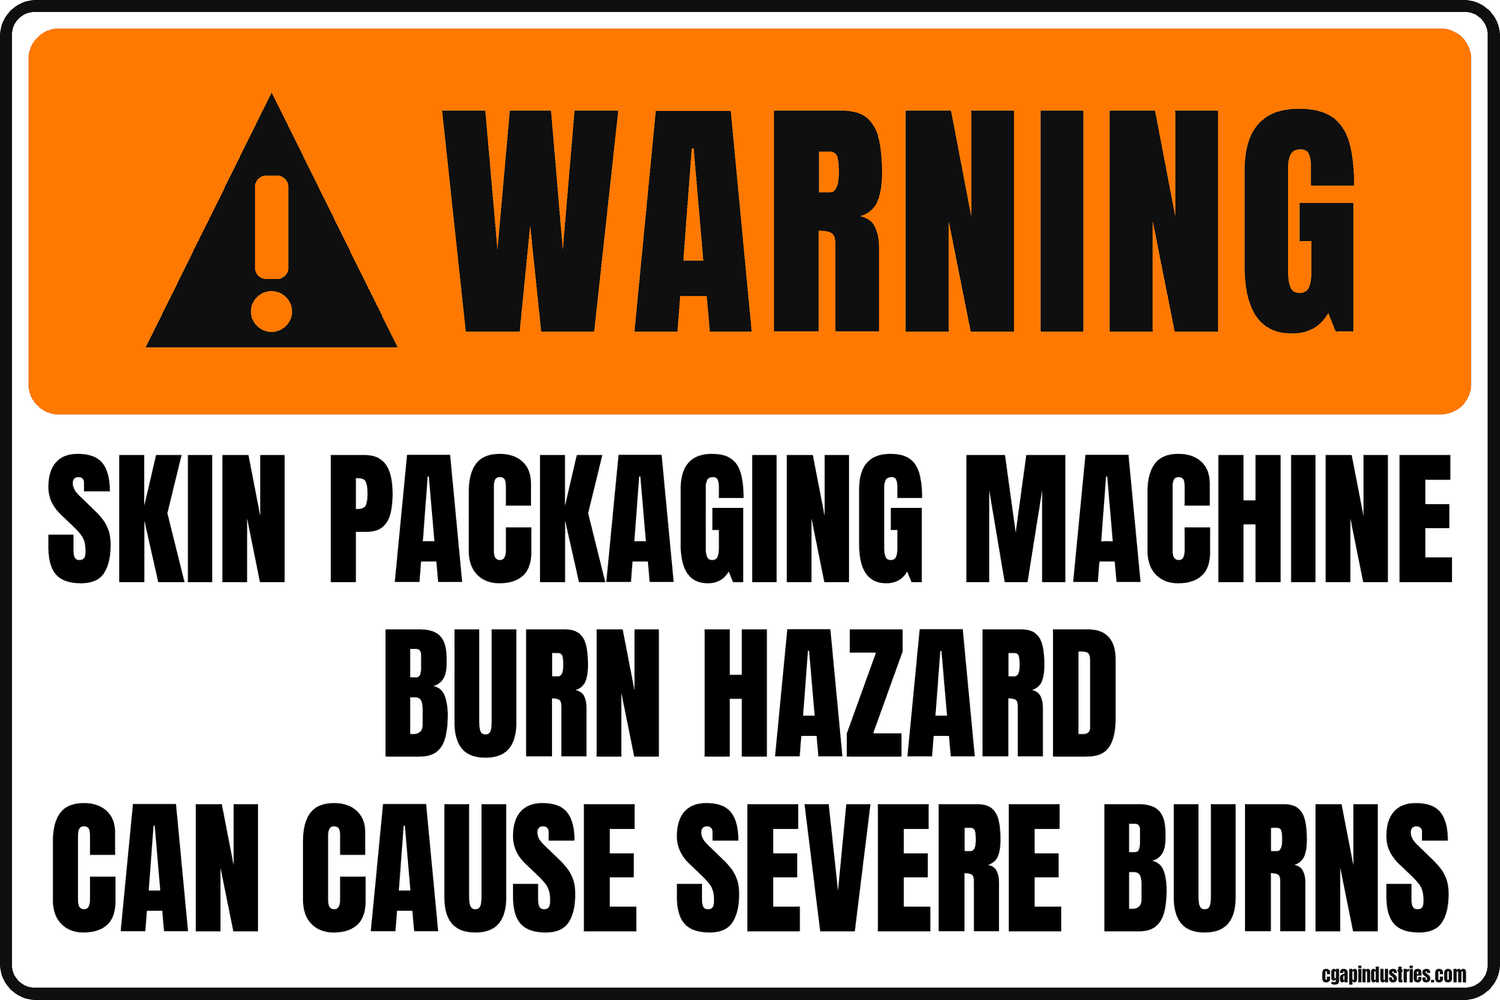 WARNING
SKIN PACKAGING MACHINE
BURN HAZARD
CAN CAUSE SEVERE BURNS
cgapindustries.com